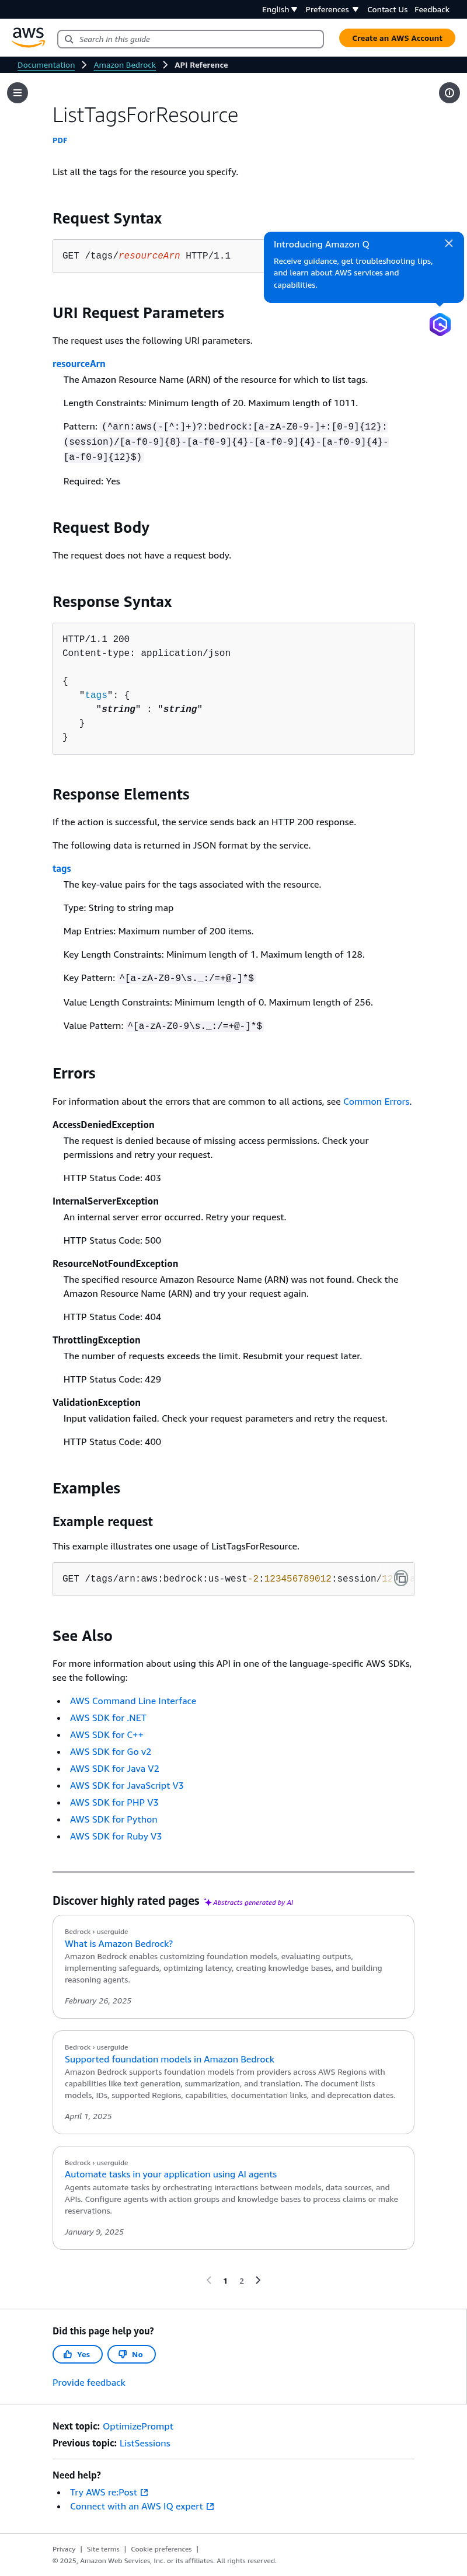 English Preferences Contact Us Feedback
aws Search in this guide Create an AWS Account
Documentation Amazon Bedrock API Reference
ListTagsForResource
PDF
List all the tags for the resource you specify.
Request Syntax
GET /tags/resourceArn HTTP/1.1
Introducing Amazon Q
Receive guidance, get troubleshooting tips,
and learn about AWS services and
capabilities.
URI Request Parameters
The request uses the following URI parameters.
resourceArn
The Amazon Resource Name (ARN) of the resource for which to list tags.
Length Constraints: Minimum length of 20. Maximum length of 1011.
Pattern: (^arn:aws(-[^:]+)?:bedrock:[a-zA-Z0-9-]+:[0-9]{12}:
(session)/[a-f0-9]{8}-[a-f0-9]{4}-[a-f0-9]{4}-[a-f0-9]{4}-
[a-f0-9]{12}$)
Required: Yes
Request Body
The request does not have a request body.
Response Syntax
HTTP/1.1 200
Content-type: application/json
{
"tags": {
"string" : "string"
}
}
Response Elements
If the action is successful, the service sends back an HTTP 200 response.
The following data is returned in JSON format by the service.
tags
The key-value pairs for the tags associated with the resource.
Type: String to string map
Map Entries: Maximum number of 200 items.
Key Length Constraints: Minimum length of 1. Maximum length of 128.
Key Pattern: ^[a-zA-Z0-9\s._:/=+@-]*$
Value Length Constraints: Minimum length of 0. Maximum length of 256.
Value Pattern: ^[a-zA-Z0-9\s._:/=+@-]*$
Errors
For information about the errors that are common to all actions, see Common Errors.
AccessDeniedException
The request is denied because of missing access permissions. Check your
permissions and retry your request.
HTTP Status Code: 403
InternalServerException
An internal server error occurred. Retry your request.
HTTP Status Code: 500
ResourceNotFoundException
The specified resource Amazon Resource Name (ARN) was not found. Check the
Amazon Resource Name (ARN) and try your request again.
HTTP Status Code: 404
ThrottlingException
The number of requests exceeds the limit. Resubmit your request later.
HTTP Status Code: 429
ValidationException
Input validation failed. Check your request parameters and retry the request.
HTTP Status Code: 400
Examples
Example request
This example illustrates one usage of ListTagsForResource.
GET /tags/arn:aws:bedrock:us-west-2:123456789012:session/
See Also
For more information about using this API in one of the language-specific AWS SDKs,
see the following:
AWS Command Line Interface
AWS SDK for .NET
AWS SDK for C++
AWS SDK for Go v2
AWS SDK for Java V2
AWS SDK for JavaScript V3
AWS SDK for PHP V3
AWS SDK for Python
AWS SDK for Ruby V3
Discover highly rated pages Abstracts generated by AI
Bedrock › userguide
What is Amazon Bedrock?
Amazon Bedrock enables customizing foundation models, evaluating outputs,
implementing safeguards, optimizing latency, creating knowledge bases, and building
reasoning agents.
February 26, 2025
Bedrock › userguide
Supported foundation models in Amazon Bedrock
Amazon Bedrock supports foundation models from providers across AWS Regions with
capabilities like text generation, summarization, and translation. The document lists
models, IDs, supported Regions, capabilities, documentation links, and deprecation dates.
April 1, 2025
Bedrock › userguide
Automate tasks in your application using AI agents
Agents automate tasks by orchestrating interactions between models, data sources, and
APIs. Configure agents with action groups and knowledge bases to process claims or make
reservations.
January 9, 2025
1 2
Did this page help you?
Yes No
Provide feedback
Next topic: OptimizePrompt
Previous topic: ListSessions
Need help?
Try AWS re:Post
Connect with an AWS IQ expert
Privacy | Site terms | Cookie preferences |
© 2025, Amazon Web Services, Inc. or its affiliates. All rights reserved.